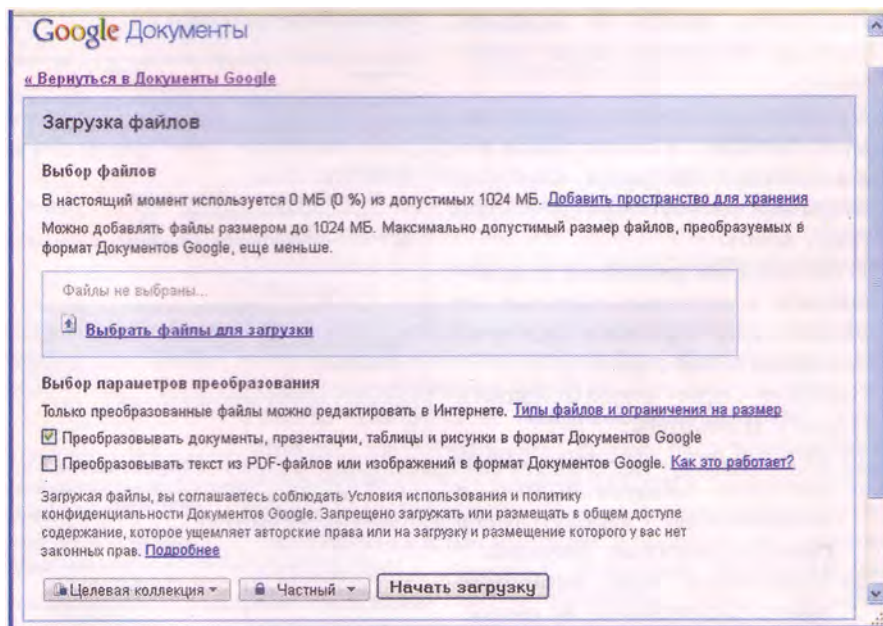 Google Документы
« Вернуться в Документы Google
Загрузка файлов
Выбор файлов
В настоящий момент используется 0 МБ (0 %) из допустимых 1024 МБ. Добавить пространство для хранения
Можно добавлять файлы размером до 1024 МБ. Максимально допустимый размер файлов, преобразуемых в
формат Документов Google, еще меньше.
Файлы не выбраны...
Выбрать файлы для загрузки
Выбор параметров преобразования
Только преобразованные файлы можно редактировать в Интернете. Типы файлов и ограничения на размер
Преобразовывать документы, презентации, таблицы и рисунки в формат Документов Google
Преобразовывать текст из PDF-файлов или изображений в формат Документов Google. Как это работает?
Загружая файлы, вы соглашаетесь соблюдать Условия использования и политику
конфиденциальности Документов Google. Запрещено загружать или размещать в общем доступе
содержание, которое ущемляет авторские права или на загрузку и размещение которого у вас нет
законных прав. Подробнее
Целевая коллекция Частный Начать загрузку